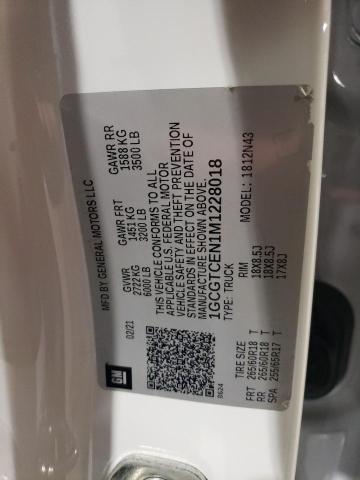 MFD BY GENERAL MOTORS LLC
02/21
GVWR
2722 KG
6000 LB
GAWR FRT
1451 KG
3200 LB
GAWR RR
1588 KG
3500 LB
THIS VEHICLE CONFORMS TO ALL
APPLICABLE U.S. FEDERAL MOTOR
VEHICLE SAFETY AND THEFT PREVENTION
STANDARDS IN EFFECT ON THE DATE OF
MANUFACTURE SHOWN ABOVE.
1GCGTCEN1M1228018
TYPE: TRUCK
MODEL: 1812N43
GM
B624
TIRE SIZE RIM
FRT 265/60R18 T 18X8.5J
RR 265/60R18 T 18X8.5J
SPA 255/65R17 T 17X8J